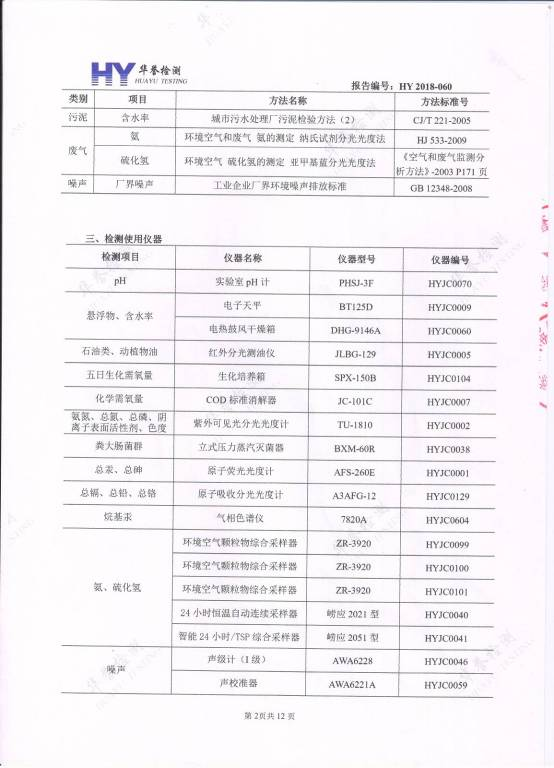 HY 华誉检测
HUAYU TESTING
报告编号：HY 2018-060
类别 项目 方法名称 方法标准号
污泥 含水率 城市污水处理厂污泥检验方法（2） CJ/T 221-2005
废气 氨 环境空气和废气 氨的测定 纳氏试剂分光光度法 HJ 533-2009
硫化氢 环境空气 硫化氢的测定 亚甲基蓝分光光度法 《空气和废气监测分
析方法》-2003 P171 页
噪声 厂界噪声 工业企业厂界环境噪声排放标准 GB 12348-2008
三、检测使用仪器
检测项目 仪器名称 仪器型号 仪器编号
pH 实验室 pH 计 PHSJ-3F HYJC0070
悬浮物、含水率 电子天平 BT125D HYJC0009
电热鼓风干燥箱 DHG-9146A HYJC0060
石油类、动植物油 红外分光测油仪 JLBG-129 HYJC0005
五日生化需氧量 生化培养箱 SPX-150B HYJC0104
化学需氧量 COD 标准消解器 JC-101C HYJC0007
氨氮、总氮、总磷、阴
离子表面活性剂、色度 紫外可见光分光光度计 TU-1810 HYJC0002
粪大肠菌群 立式压力蒸汽灭菌器 BXM-60R HYJC0038
总汞、总砷 原子荧光光度计 AFS-260E HYJC0001
总镉、总铅、总铬 原子吸收分光光度计 A3AFG-12 HYJC0129
烷基汞 气相色谱仪 7820A HYJC0604
氨、硫化氢 环境空气颗粒物综合采样器 ZR-3920 HYJC0099
环境空气颗粒物综合采样器 ZR-3920 HYJC0100
环境空气颗粒物综合采样器 ZR-3920 HYJC0101
24 小时恒温自动连续采样器 崂应 2021 型 HYJC0040
智能 24 小时/TSP 综合采样器 崂应 2051 型 HYJC0041
噪声 声级计（I 级） AWA6228 HYJC0046
声校准器 AWA6221A HYJC0059
第 2页共 12 页